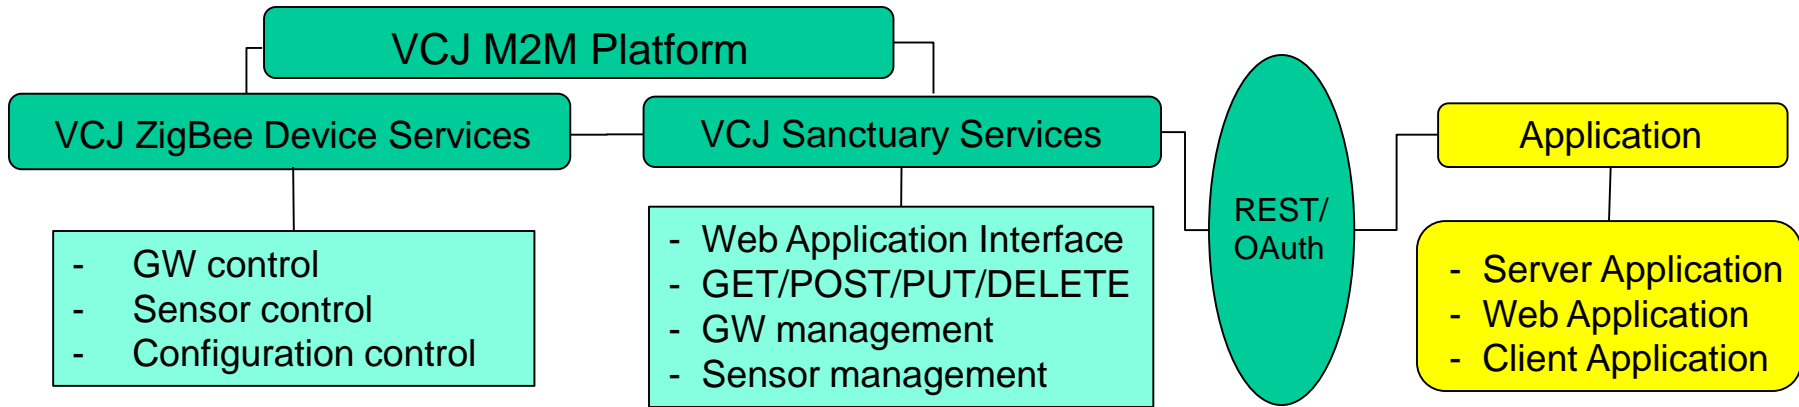 VCJ M2M Platform
VCJ ZigBee Device Services
VCJ Sanctuary Services
Application
- GW control
- Sensor control
- Configuration control
- Web Application Interface
- GET/POST/PUT/DELETE
- GW management
- Sensor management
REST/
OAuth
- Server Application
- Web Application
- Client Application